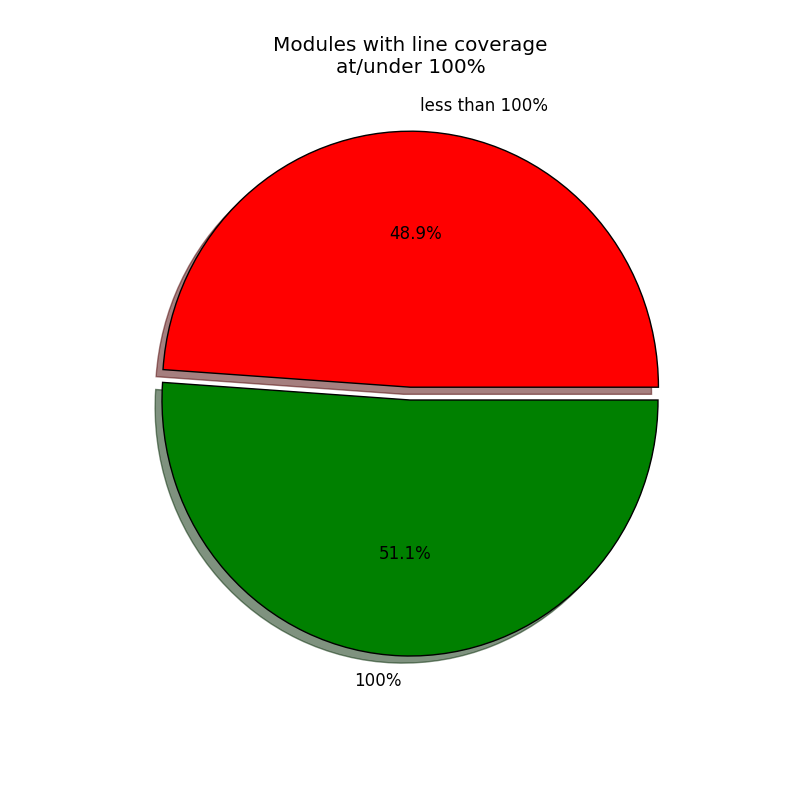 Modules with line coverage
at/under 100%
less than 100%
48.9%
51.1%
100%